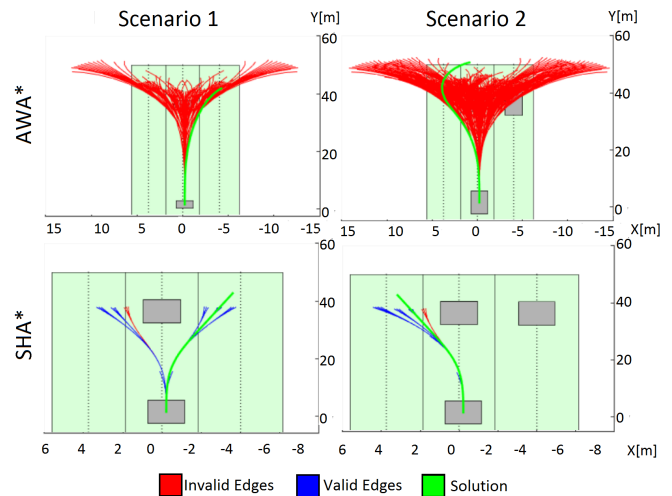 Scenario 1
Y[m]
Scenario 2
Y[m]
AWA*
60
40
20
0
15 10 5 0 -5 -10 -15
60
40
20
0
15 10 5 0 -5 -10 -15
X[m]
SHA*
60
40
20
0
6 4 2 0 -2 -4 -6
60
40
20
0
6 4 2 0 -2 -4 -6 -8
X[m]
Invalid Edges Valid Edges Solution